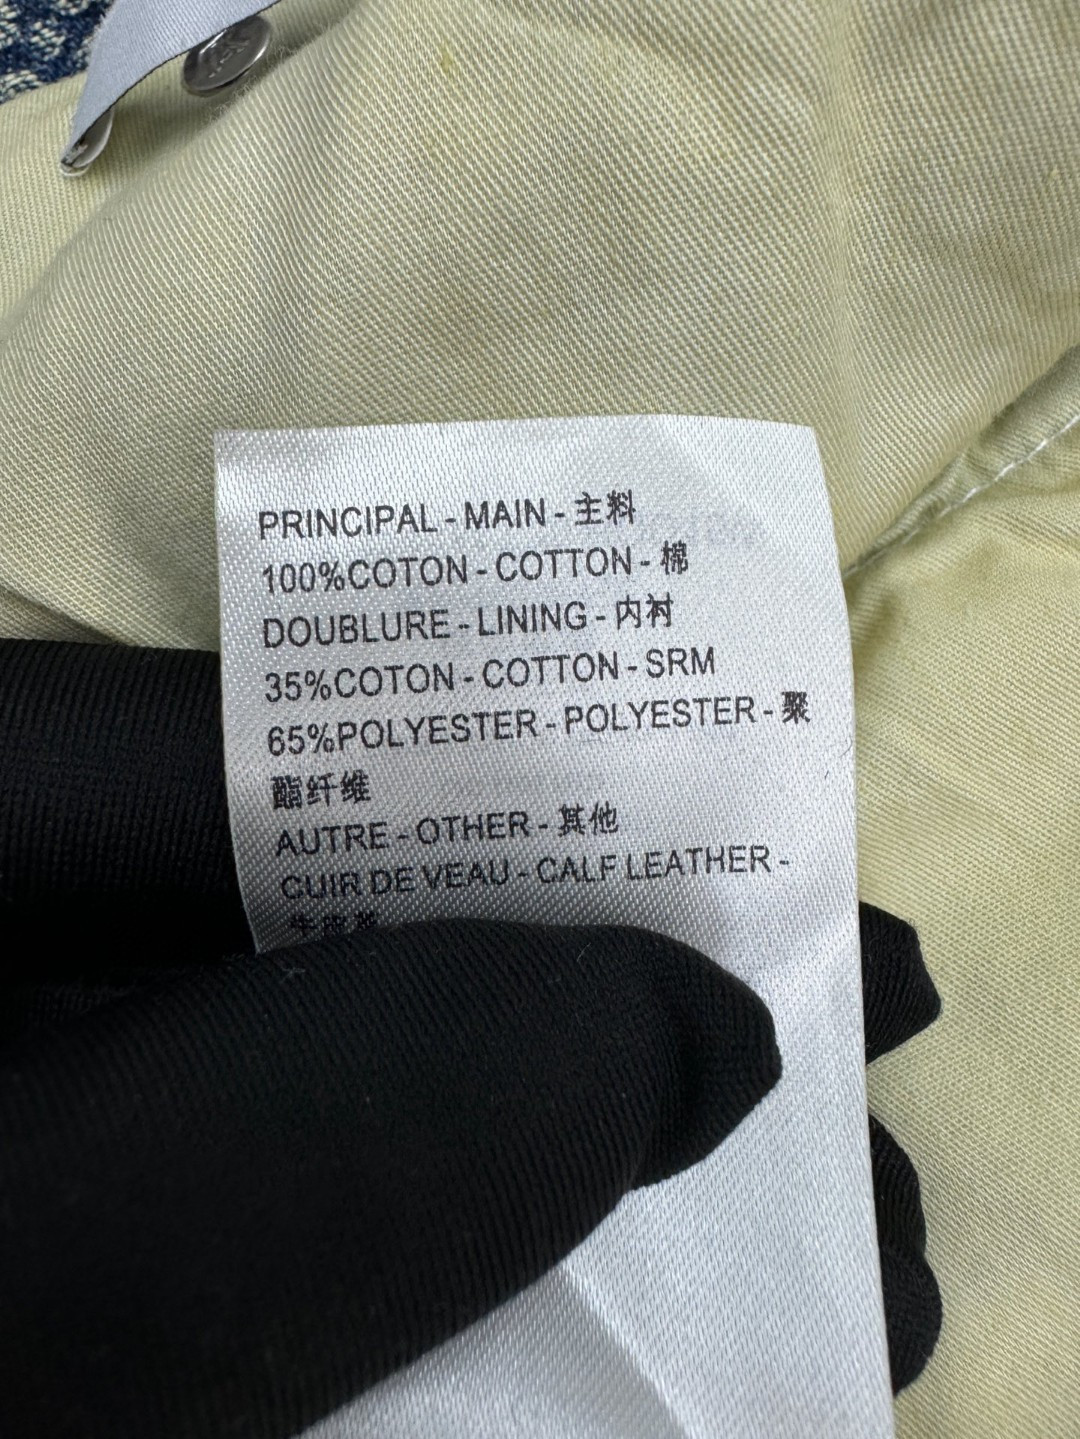 PRINCIPAL - MAIN - 主料
100%COTON - COTTON - 棉
DOUBLURE - LINING - 内衬
35%COTON - COTTON - SRM
65%POLYESTER - POLYESTER - 聚
酯纤维
AUTRE - OTHER - 其他
CUIR DE VEAU - CALF LEATHER -